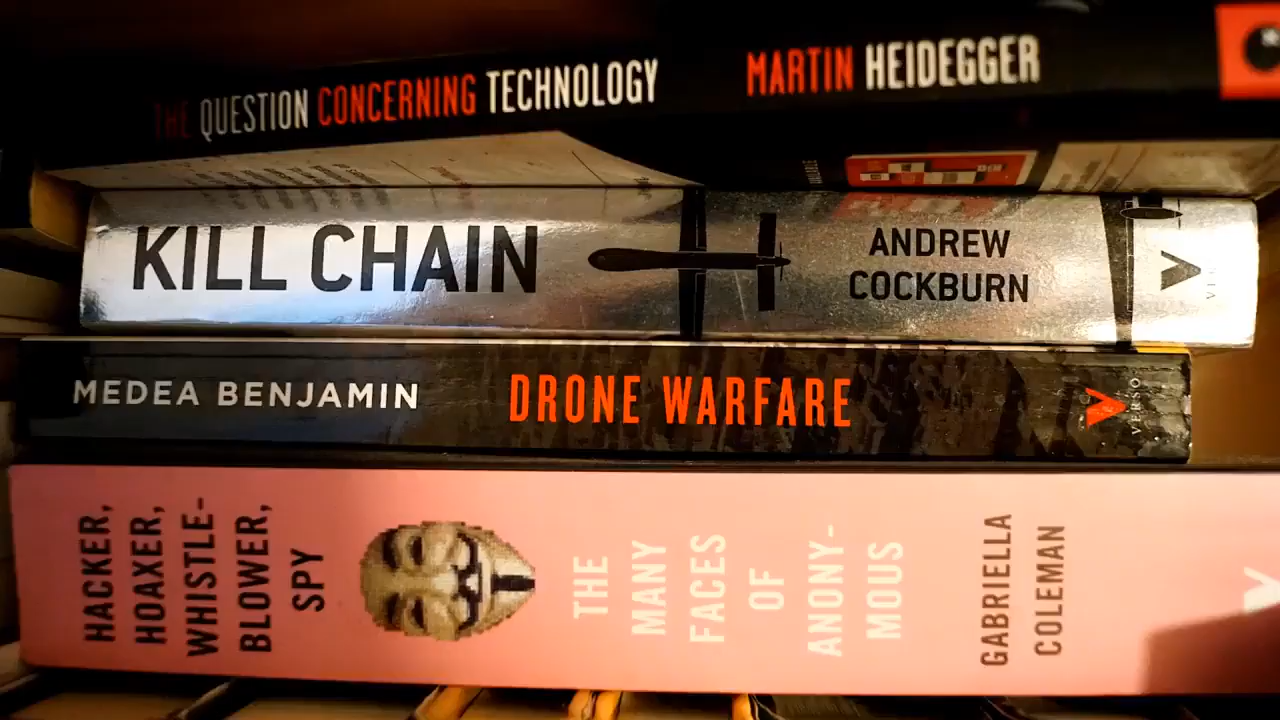 THE QUESTION CONCERNING TECHNOLOGY MARTIN HEIDEGGER
KILL CHAIN
ANDREW
COCKBURN
MEDEA BENJAMIN DRONE WARFARE
VERSO
HACKER,
HOAXER,
WHISTLE-
BLOWER,
SPY
THE
MANY
FACES
OF
ANONY-
MOUS
GABRIELLA
COLEMAN